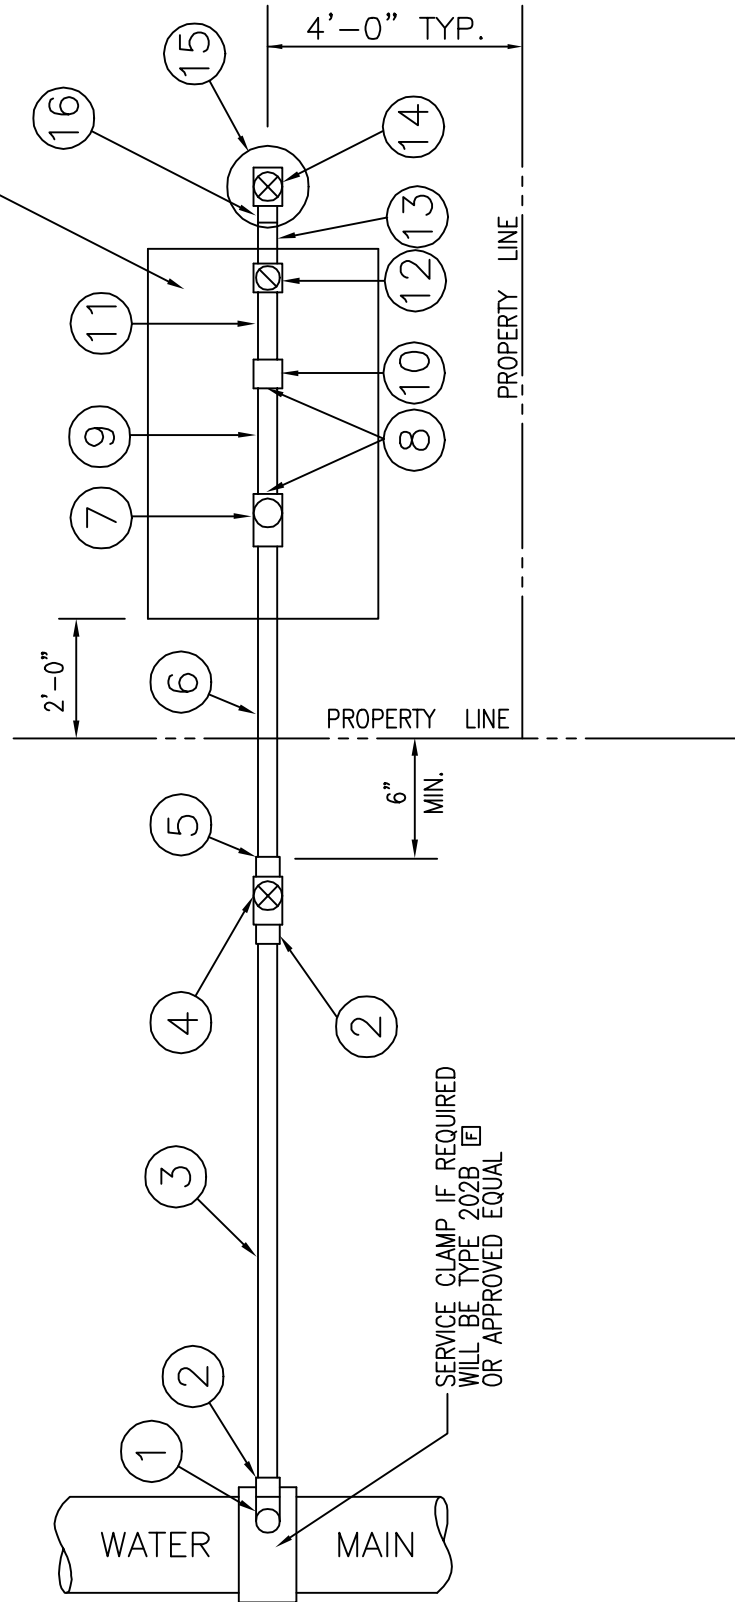 4'-0" TYP.
15
16
14
13
12
11
10
9
8
7
PROPERTY LINE
2'-0"
6
PROPERTY LINE
6"
MIN.
5
4
2
3
SERVICE CLAMP IF REQUIRED
WILL BE TYPE 202B F
OR APPROVED EQUAL
2
1
WATER MAIN